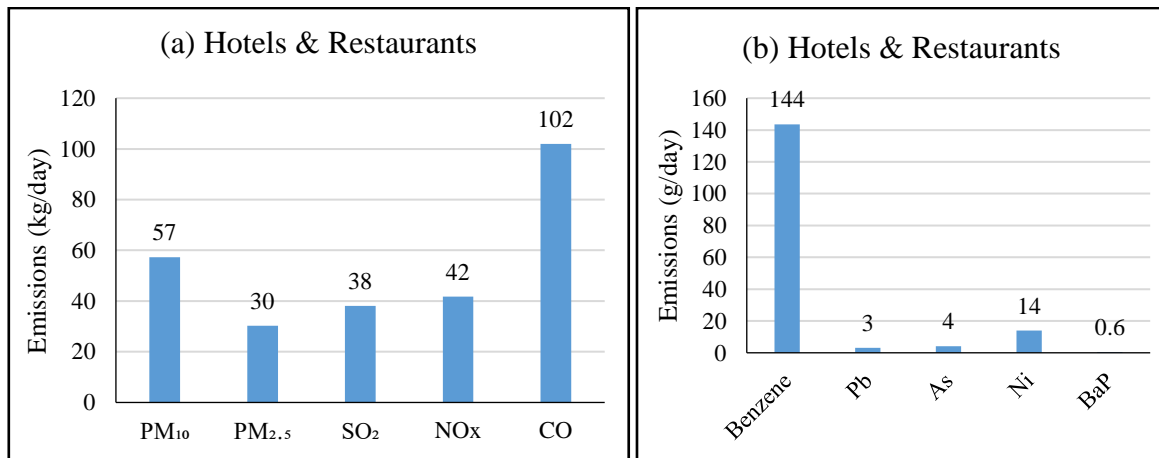 (a) Hotels & Restaurants
Emissions (kg/day)
120
100
80
60
40
20
0
57
30
38
42
102
PM₁₀ PM₂.₅ SO₂ NOx CO
(b) Hotels & Restaurants
Emissions (g/day)
160
140
120
100
80
60
40
20
0
144
3
4
14
0.6
Benzene
Pb
As
Ni
BaP